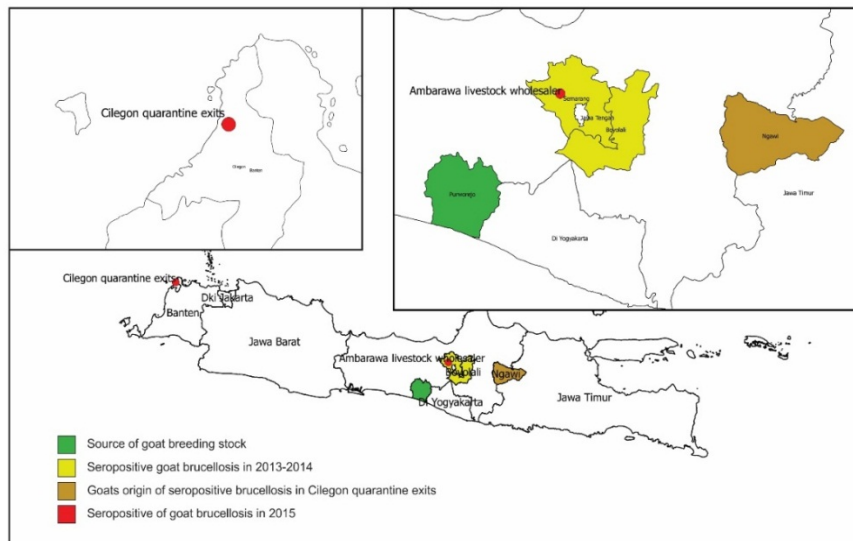 Cilegon quarantine exits
Banten
Ambarawa livestock wholesaler
Semarang
Jawa Tengah
Boyolali
Ngawi
Purworejo
Jawa Timur
Di Yogyakarta
Cilegon quarantine exits
Dki Jakarta
Banten
Jawa Barat
Ambarawa livestock wholesaler
Boyolali
Ngawi
Di Yogyakarta
Jawa Timur
Source of goat breeding stock
Seropositive goat brucellosis in 2013-2014
Goats origin of seropositive brucellosis in Cilegon quarantine exits
Seropositive of goat brucellosis in 2015